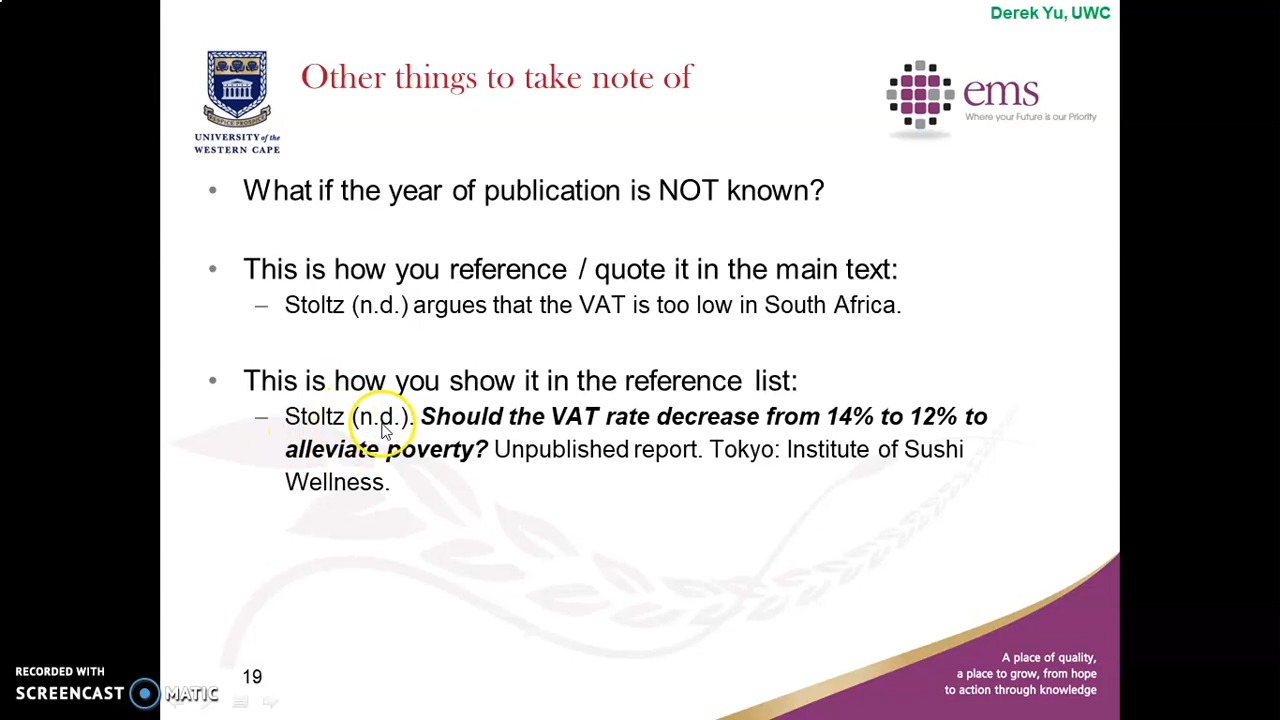 Derek Yu, UWC
Other things to take note of
UNIVERSITY of the
WESTERN CAPE
ems
Where your Future is our Priority
• What if the year of publication is NOT known?
• This is how you reference / quote it in the main text:
– Stoltz (n.d.) argues that the VAT is too low in South Africa.
• This is how you show it in the reference list:
– Stoltz (n.d.). Should the VAT rate decrease from 14% to 12% to
alleviate poverty? Unpublished report. Tokyo: Institute of Sushi
Wellness.
A place of quality,
a place to grow, from hope
to action through knowledge
19
RECORDED WITH
SCREENCAST MATIC